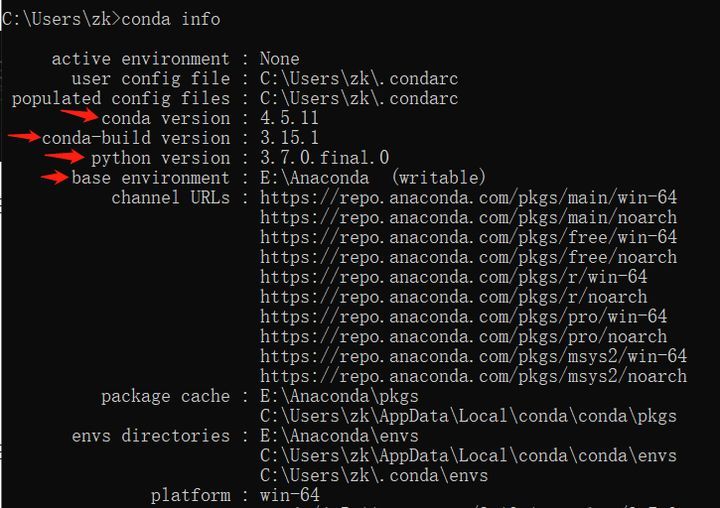 C:\Users\zk>conda info
active environment : None
user config file : C:\Users\zk\.condarc
populated config files : C:\Users\zk\.condarc
conda version : 4.5.11
conda-build version : 3.15.1
python version : 3.7.0.final.0
base environment : E:\Anaconda  (writable)
channel URLs : https://repo.anaconda.com/pkgs/main/win-64
https://repo.anaconda.com/pkgs/main/noarch
https://repo.anaconda.com/pkgs/free/win-64
https://repo.anaconda.com/pkgs/free/noarch
https://repo.anaconda.com/pkgs/r/win-64
https://repo.anaconda.com/pkgs/r/noarch
https://repo.anaconda.com/pkgs/pro/win-64
https://repo.anaconda.com/pkgs/pro/noarch
https://repo.anaconda.com/pkgs/msys2/win-64
https://repo.anaconda.com/pkgs/msys2/noarch
package cache : E:\Anaconda\pkgs
C:\Users\zk\AppData\Local\conda\conda\pkgs
envs directories : E:\Anaconda\envs
C:\Users\zk\AppData\Local\conda\conda\envs
C:\Users\zk\.conda\envs
platform : win-64